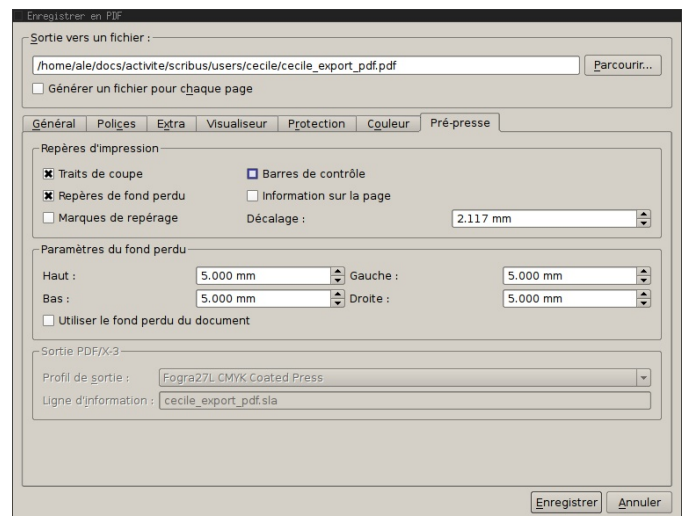 Enregistrer en PDF
Sortie vers un fichier :
/home/ale/docs/activite/scribus/users/cecile/cecile_export_pdf.pdf Parcourir...
Générer un fichier pour chaque page
Général Polices Extra Visualiseur Protection Couleur Pré-presse
Repères d'impression
Traits de coupe Barres de contrôle
Repères de fond perdu Information sur la page
Marques de repérage Décalage : 2.117 mm
Paramètres du fond perdu
Haut : 5.000 mm Gauche : 5.000 mm
Bas : 5.000 mm Droite : 5.000 mm
Utiliser le fond perdu du document
Sortie PDF/X-3
Profil de sortie : Fogra27L CMYK Coated Press
Ligne d'information : cecile_export_pdf.sla
Enregistrer Annuler